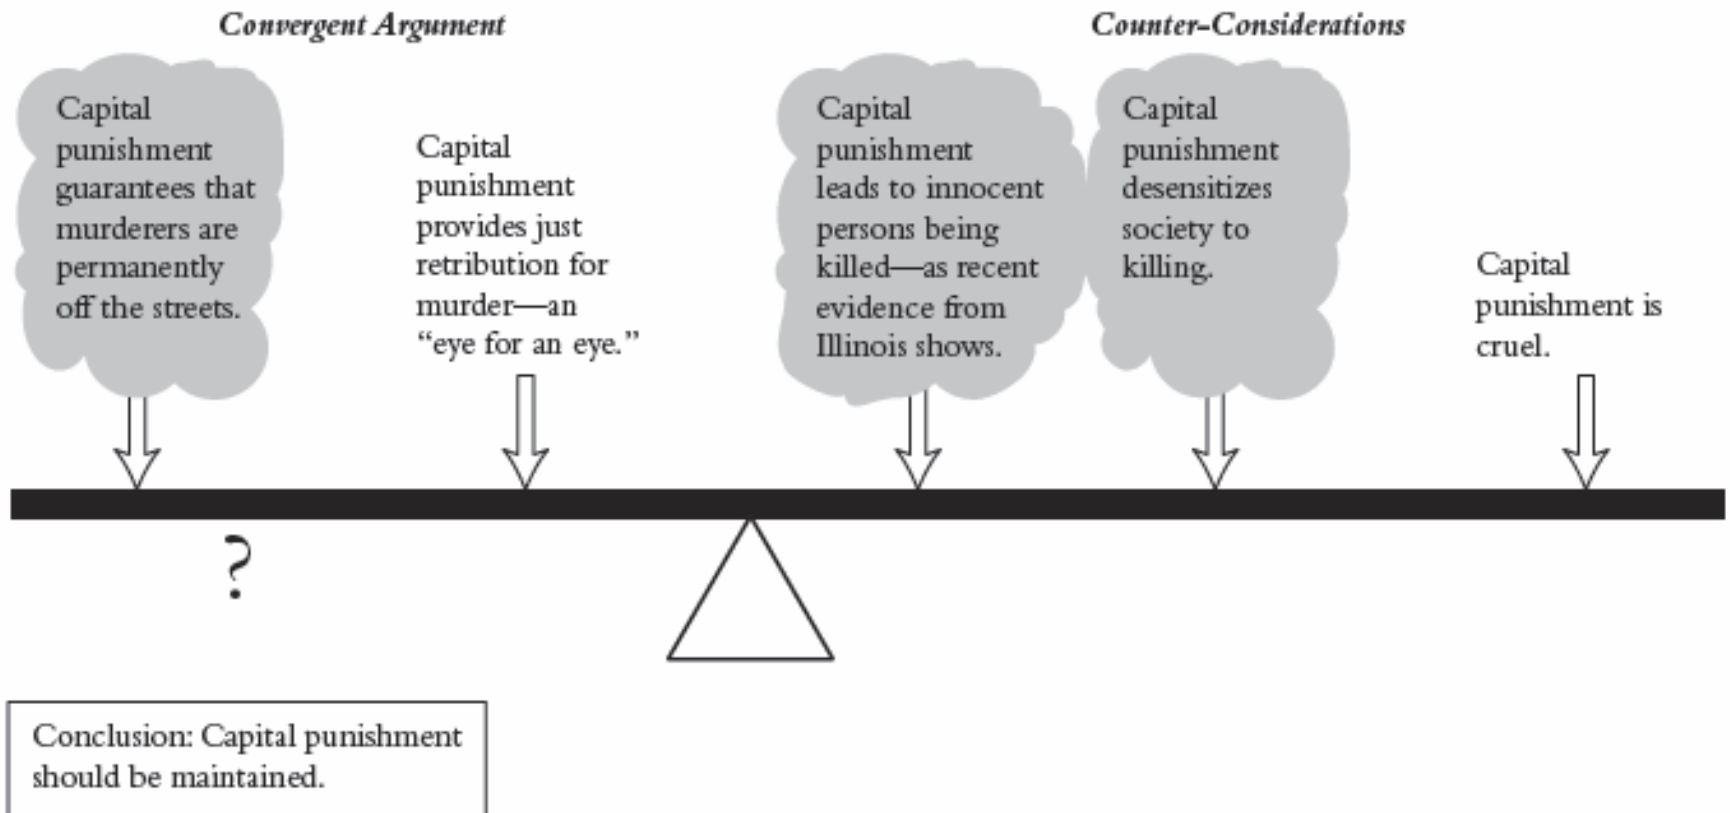 Convergent Argument
Counter-Considerations
Capital
punishment
guarantees that
murderers are
permanently
off the streets.
Capital
punishment
provides just
retribution for
murder—an
“eye for an eye.”
Capital
punishment
leads to innocent
persons being
killed—as recent
evidence from
Illinois shows.
Capital
punishment
desensitizes
society to
killing.
Capital
punishment is
cruel.
?
Conclusion: Capital punishment
should be maintained.